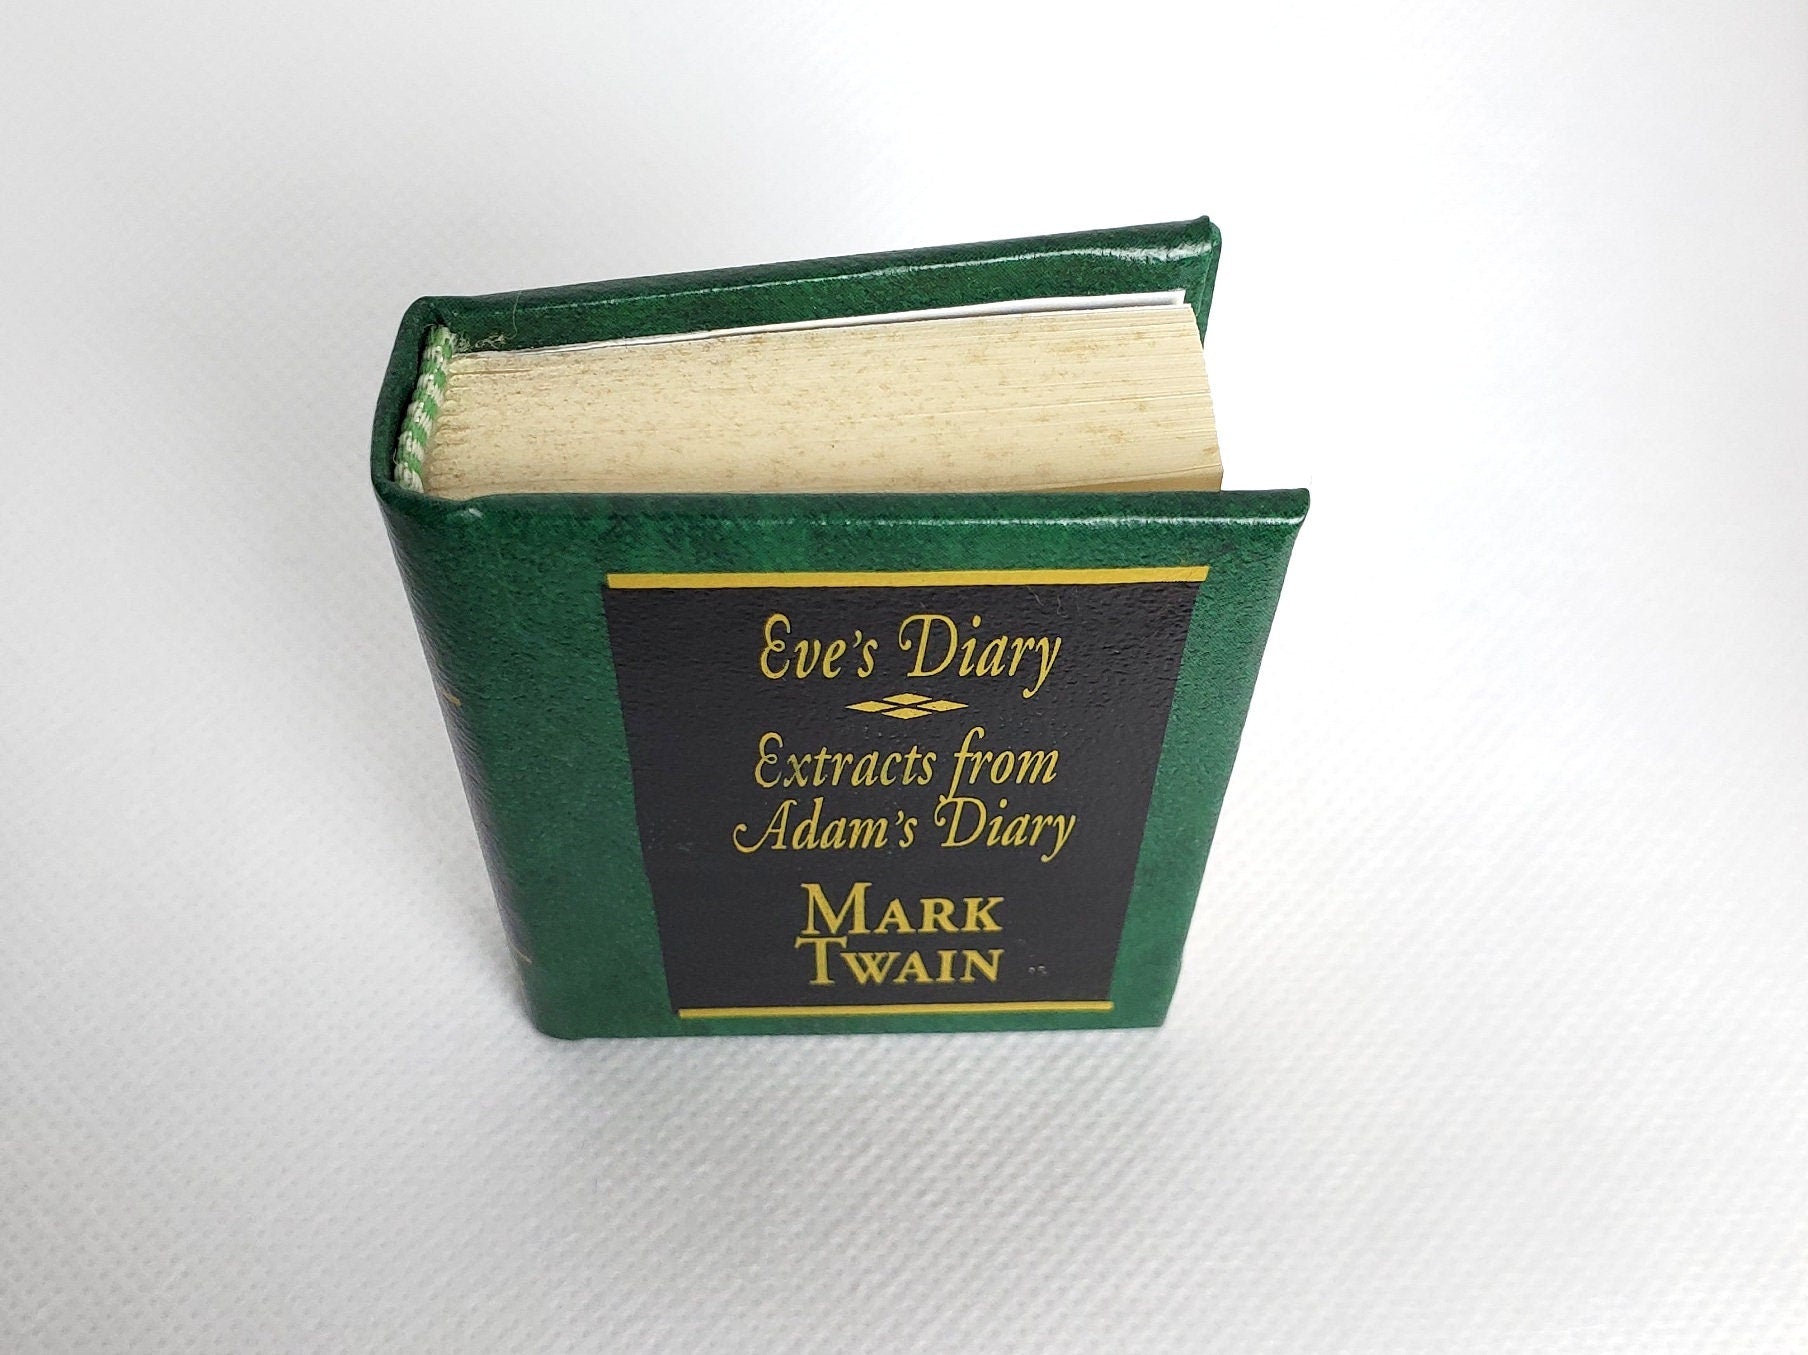 Eve's Diary
Extracts from
Adam's Diary
MARK
TWAIN